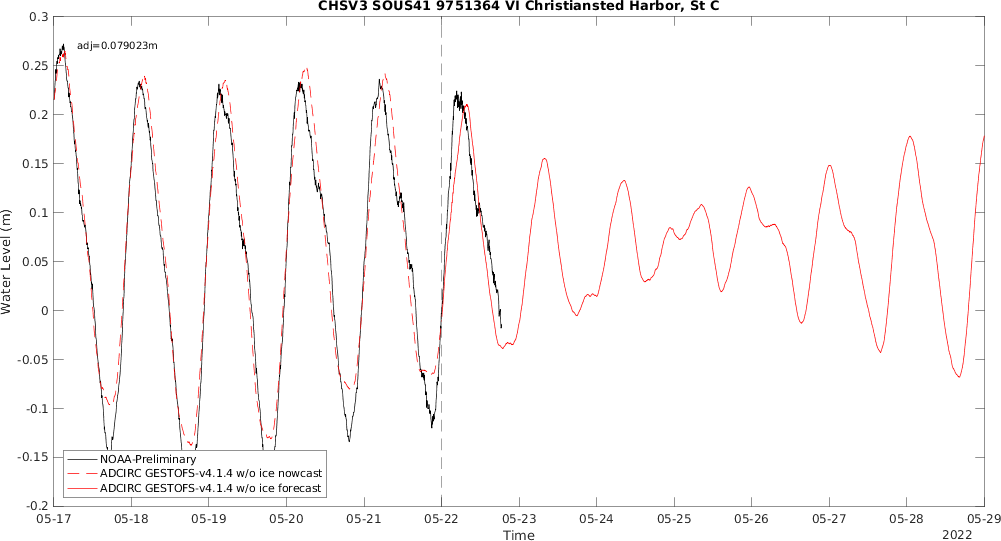 CHSV3 SOUS41 9751364 VI Christiansted Harbor, St C
adj=0.079023m
Water Level (m)
0.3
0.25
0.2
0.15
0.1
0.05
0
-0.05
-0.1
-0.15
-0.2
NOAA-Preliminary
ADCIRC GESTOFS-v4.1.4 w/o ice nowcast
ADCIRC GESTOFS-v4.1.4 w/o ice forecast
05-17 05-18 05-19 05-20 05-21 05-22 05-23 05-24 05-25 05-26 05-27 05-28 05-29
Time
2022